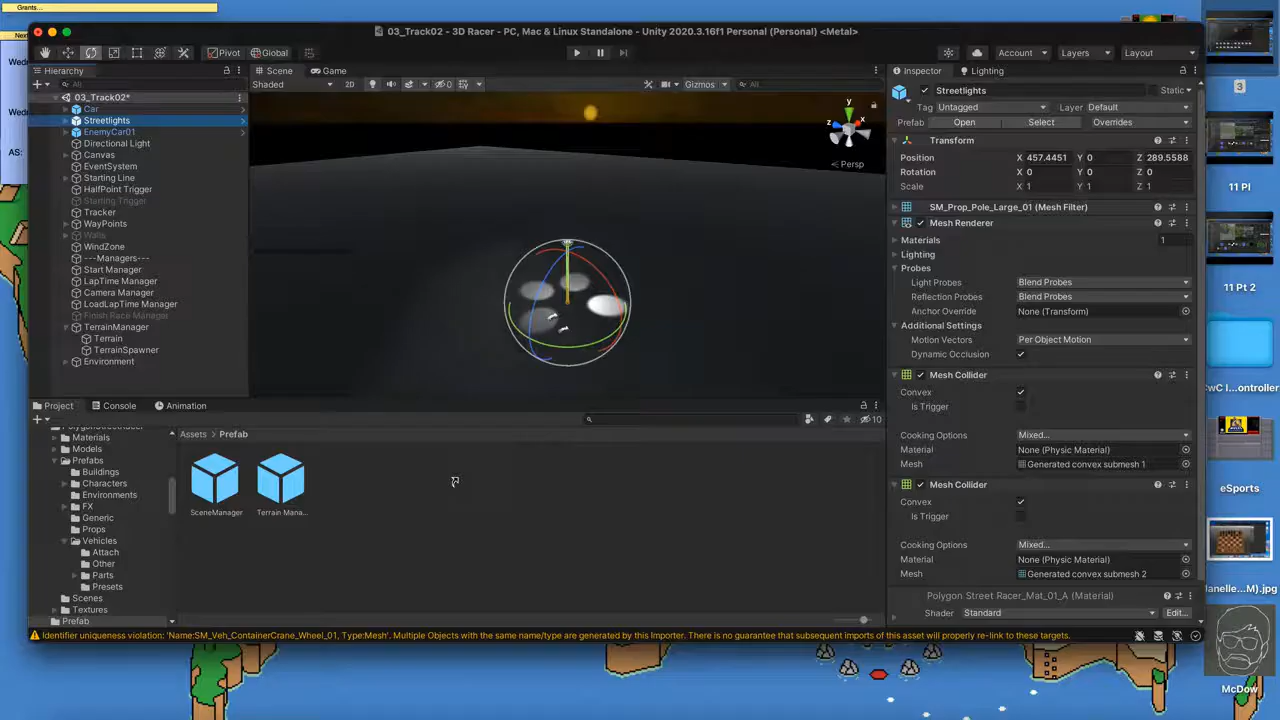 Grants...
Next
Wedn
Wedn
AS:
03_Track02 - 3D Racer - PC, Mac & Linux Standalone - Unity 2020.3.16f1 Personal (Personal) <Metal>
Pivot
Global
Account
Layers
Layout
Hierarchy
All
03_Track02*
Car
Streetlights
EnemyCar01
Directional Light
Canvas
EventSystem
Starting Line
HalfPoint Trigger
Starting Trigger
Tracker
WayPoints
Walls
WindZone
---Managers---
Start Manager
LapTime Manager
Camera Manager
LoadLapTime Manager
Finish Race Manager
TerrainManager
Terrain
TerrainSpawner
Environment
Scene
Game
Shaded
2D
0
Gizmos
All
y
x
z
Persp
Inspector
Lighting
Streetlights
Static
Tag Untagged
Layer Default
Prefab Open Select Overrides
Transform
Position X 457.4451 Y 0 Z 289.5588
Rotation X 0 Y 0 Z 0
Scale X 1 Y 1 Z 1
SM_Prop_Pole_Large_01 (Mesh Filter)
Mesh Renderer
Materials 1
Lighting
Probes
Light Probes Blend Probes
Reflection Probes Blend Probes
Anchor Override None (Transform)
Additional Settings
Motion Vectors Per Object Motion
Dynamic Occlusion
Mesh Collider
Convex
Is Trigger
Cooking Options Mixed...
Material None (Physic Material)
Mesh Generated convex submesh 1
Mesh Collider
Convex
Is Trigger
Cooking Options Mixed...
Material None (Physic Material)
Mesh Generated convex submesh 2
Polygon Street Racer_Mat_01_A (Material)
Shader Standard Edit...
Project
Console
Animation
10
Materials
Models
Prefabs
Buildings
Characters
Environments
FX
Generic
Props
Vehicles
Attach
Other
Parts
Presets
Scenes
Textures
Prefab
Assets > Prefab
SceneManager
Terrain Mana...
Identifier uniqueness violation: 'Name:SM_Veh_ContainerCrane_Wheel_01, Type:Mesh'. Multiple Objects with the same name/type are generated by this Importer. There is no guarantee that subsequent imports of this asset will properly re-link to these targets.
3
11 Pl
11 Pt 2
CwC I...ontroller
eSports
anelle...M).jpg
McDow